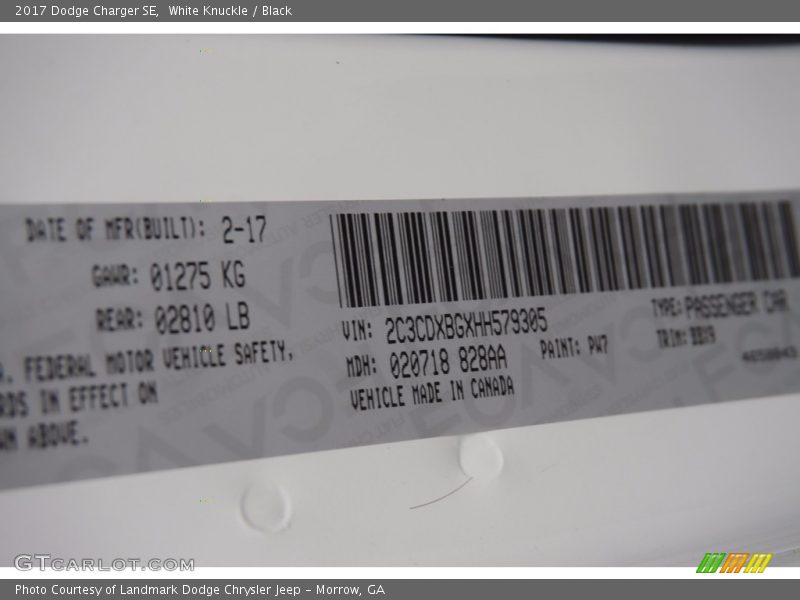 2017 Dodge Charger SE,  White Knuckle / Black
DATE OF MFR(BUILT): 2-17
GAWR: 01275 KG
REAR: 02810 LB
FEDERAL MOTOR VEHICLE SAFETY,
RDS IN EFFECT ON
WN ABOVE.
VIN: 2C3CDXBGXHH579305
TYPE: PASSENGER CAR
MDH: 020718 828AA
PAINT: PW7
TRIM: BBX9
VEHICLE MADE IN CANADA
GTCARLOT.COM
Photo Courtesy of Landmark Dodge Chrysler Jeep - Morrow, GA